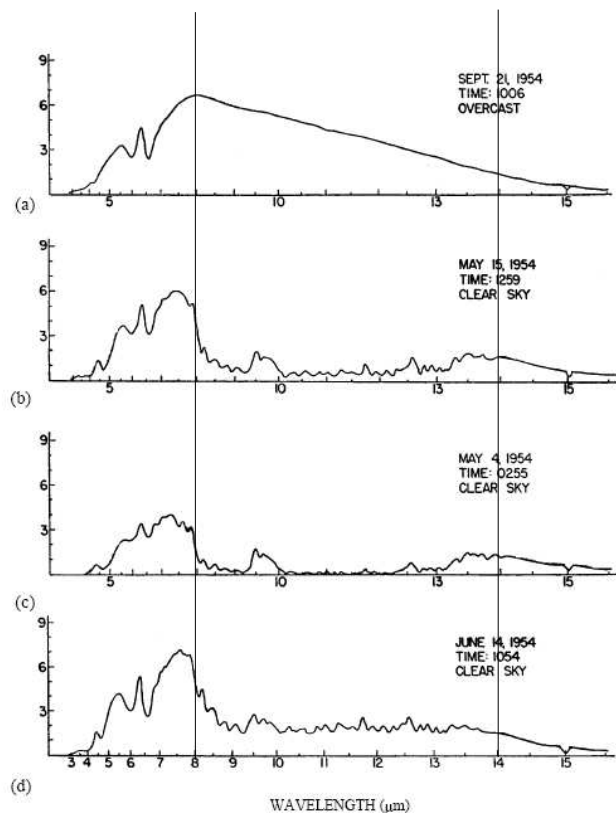 9
6
3
SEPT. 21, 1954
TIME: 1006
OVERCAST
5
10
13
15
(a)
9
6
3
MAY 15, 1954
TIME: 1259
CLEAR SKY
5
10
13
15
(b)
9
6
3
MAY 4, 1954
TIME: 0255
CLEAR SKY
5
10
13
15
(c)
9
6
3
JUNE 14, 1954
TIME: 1054
CLEAR SKY
3 4 5 6 7 8 9 10 11 12 13 14 15
(d)
WAVELENGTH (μm)